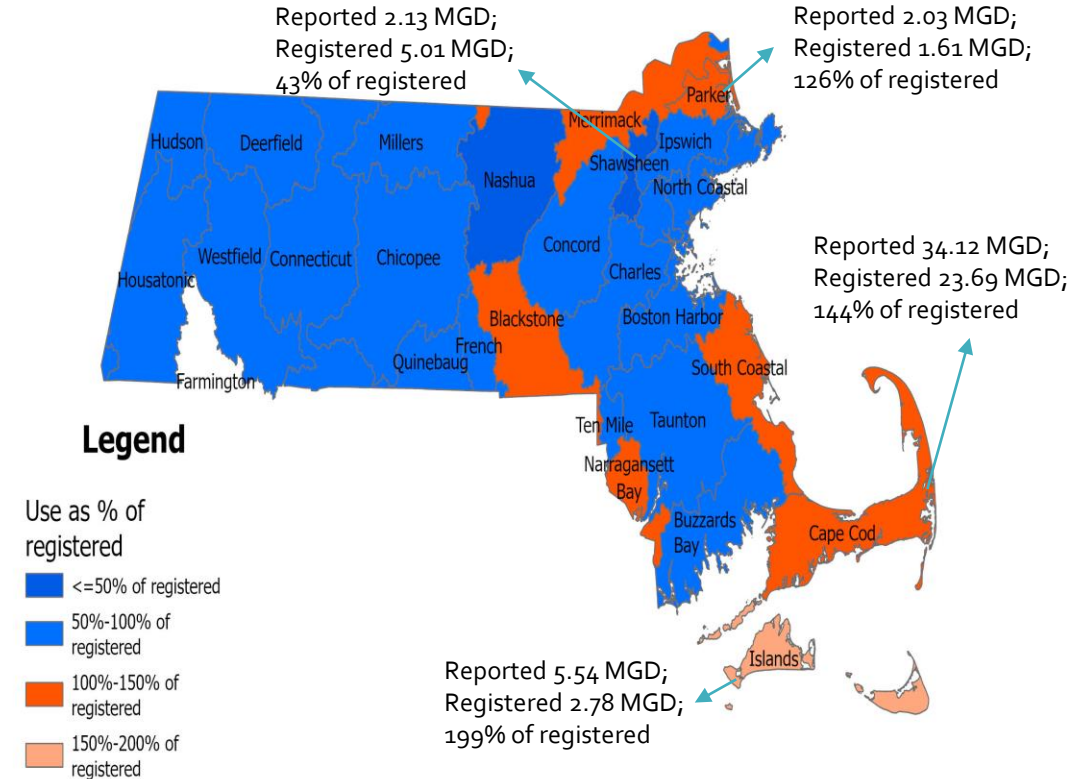 Reported 2.13 MGD;
Registered 5.01 MGD;
43% of registered
Reported 2.03 MGD;
Registered 1.61 MGD;
126% of registered
Parker
Merrimack
Hudson
Deerfield
Millers
Ipswich
Shawsheen
Nashua
North Coastal
Reported 34.12 MGD;
Registered 23.69 MGD;
144% of registered
Concord
Westfield
Connecticut
Chicopee
Charles
Housatonic
Blackstone
Boston Harbor
French
Quinebaug
South Coastal
Farmington
Ten Mile
Taunton
Narragansett
Bay
Buzzards
Bay
Cape Cod
Islands
Reported 5.54 MGD;
Registered 2.78 MGD;
199% of registered
Legend
Use as % of
registered
<=50% of registered
50%-100% of
registered
100%-150% of
registered
150%-200% of
registered